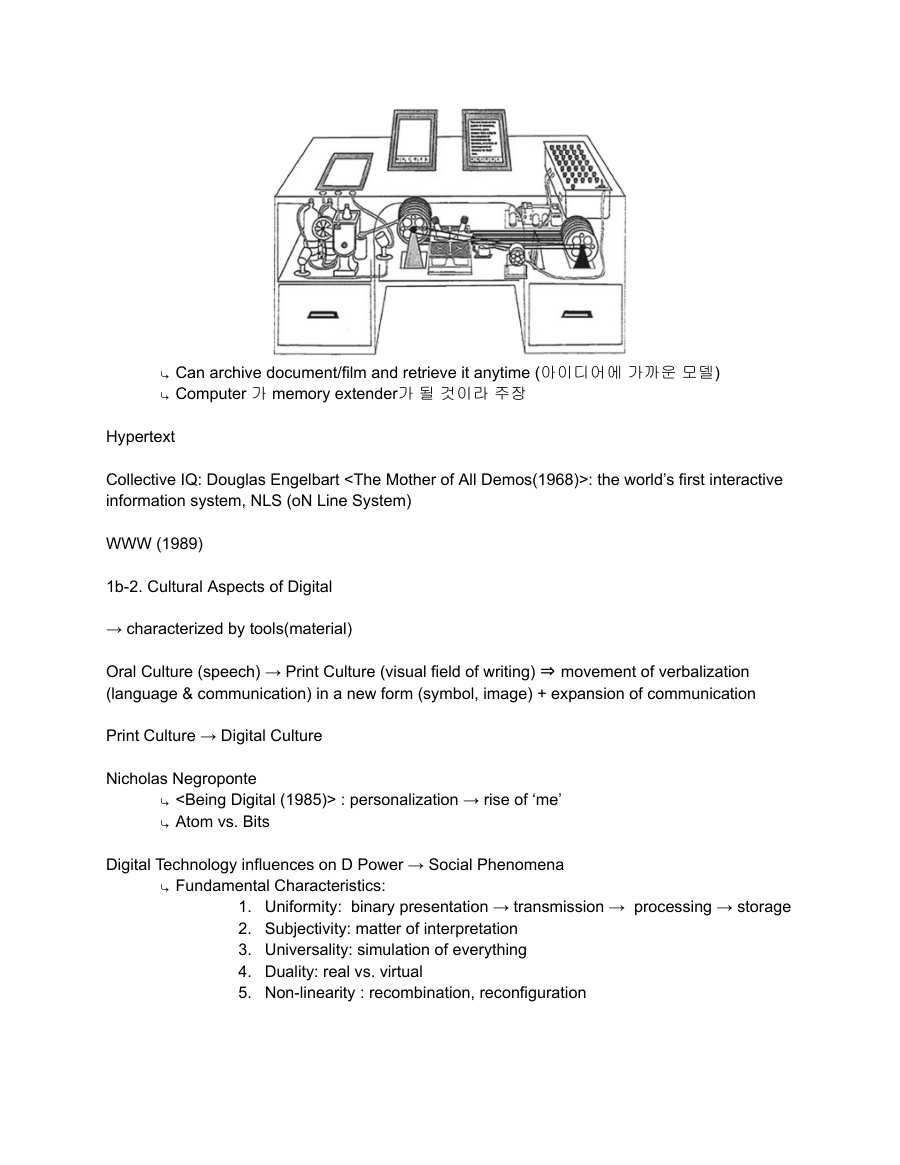 ↳ Can archive document/film and retrieve it anytime (아이디어에 가까운 모델)
↳ Computer 가 memory extender가 될 것이라 주장
Hypertext
Collective IQ: Douglas Engelbart <The Mother of All Demos(1968)>: the world’s first interactive
information system, NLS (oN Line System)
WWW (1989)
1b-2. Cultural Aspects of Digital
→ characterized by tools(material)
Oral Culture (speech) → Print Culture (visual field of writing) ⇒ movement of verbalization
(language & communication) in a new form (symbol, image) + expansion of communication
Print Culture → Digital Culture
Nicholas Negroponte
↳ <Being Digital (1985)> : personalization → rise of ‘me’
↳ Atom vs. Bits
Digital Technology influences on D Power → Social Phenomena
↳ Fundamental Characteristics:
1. Uniformity:  binary presentation → transmission →  processing → storage
2. Subjectivity: matter of interpretation
3. Universality: simulation of everything
4. Duality: real vs. virtual
5. Non-linearity : recombination, reconfiguration